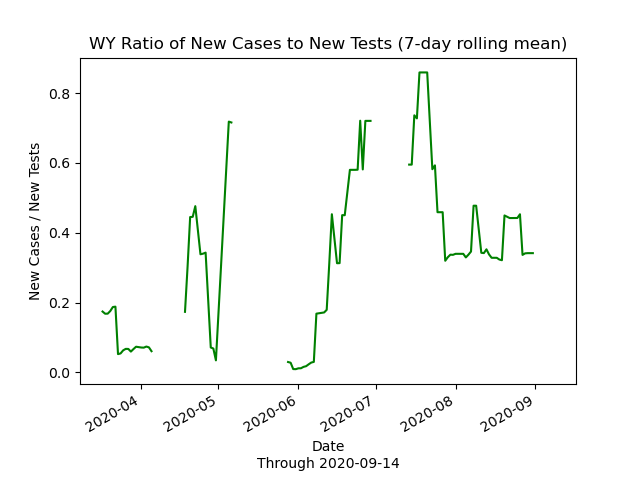 WY Ratio of New Cases to New Tests (7-day rolling mean)
New Cases / New Tests
0.8
0.6
0.4
0.2
0.0
2020-04
2020-05
2020-06
2020-07
2020-08
2020-09
Date
Through 2020-09-14